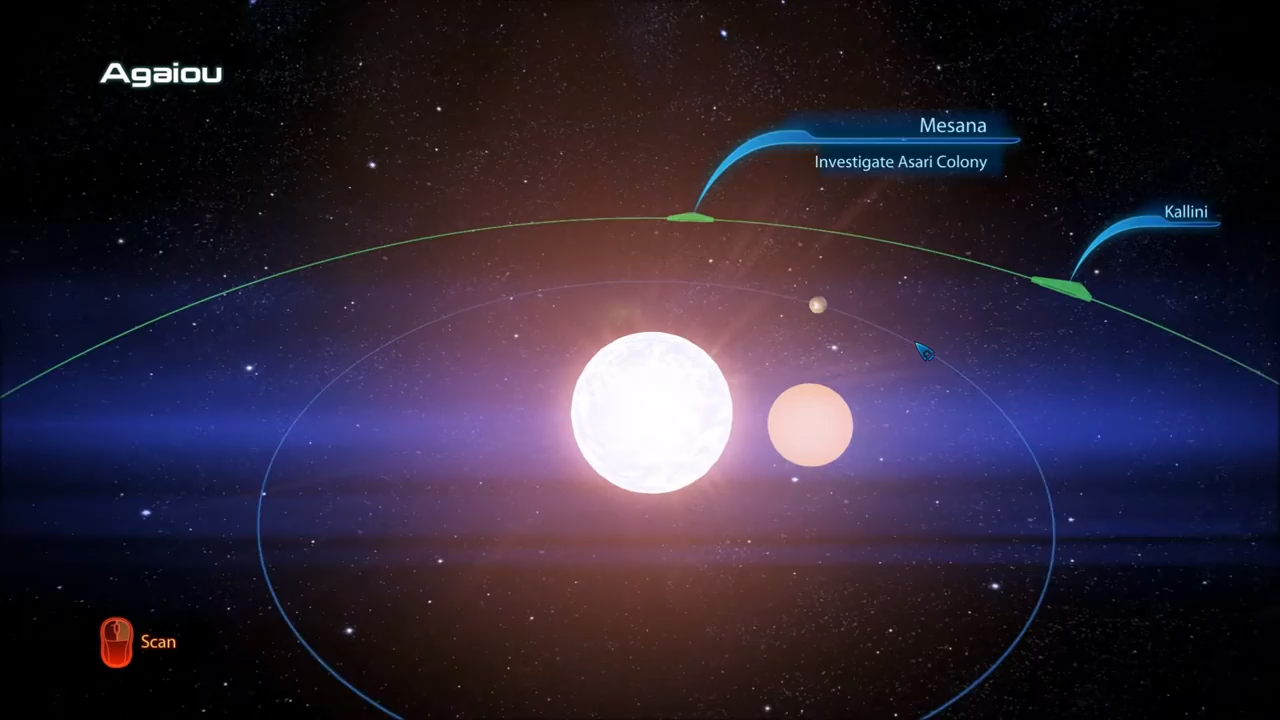 Agaiou
Mesana
Investigate Asari Colony
Kallini
Scan